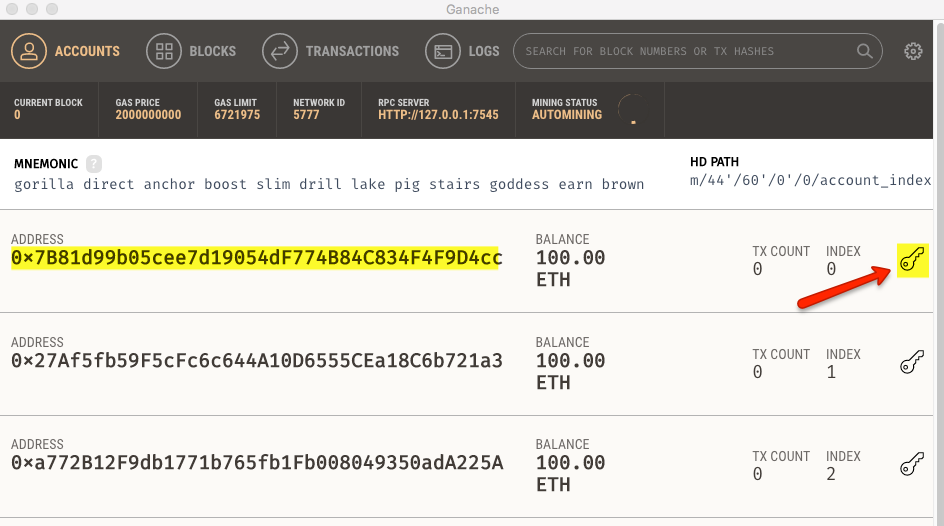 Ganache
ACCOUNTS
BLOCKS
TRANSACTIONS
LOGS
SEARCH FOR BLOCK NUMBERS OR TX HASHES
CURRENT BLOCK
0
GAS PRICE
2000000000
GAS LIMIT
6721975
NETWORK ID
5777
RPC SERVER
HTTP://127.0.0.1:7545
MINING STATUS
AUTOMINING
MNEMONIC ?
gorilla direct anchor boost slim drill lake pig stairs goddess earn brown
HD PATH
m/44'/60'/0'/0/account_index
ADDRESS
0×7B81d99b05cee7d19054dF774B84C834F4F9D4cc
BALANCE
100.00
ETH
TX COUNT
0
INDEX
0
ADDRESS
0×27Af5fb59F5cFc6c644A10D6555CEa18C6b721a3
BALANCE
100.00
ETH
TX COUNT
0
INDEX
1
ADDRESS
0×a772B12F9db1771b765fb1Fb008049350adA225A
BALANCE
100.00
ETH
TX COUNT
0
INDEX
2